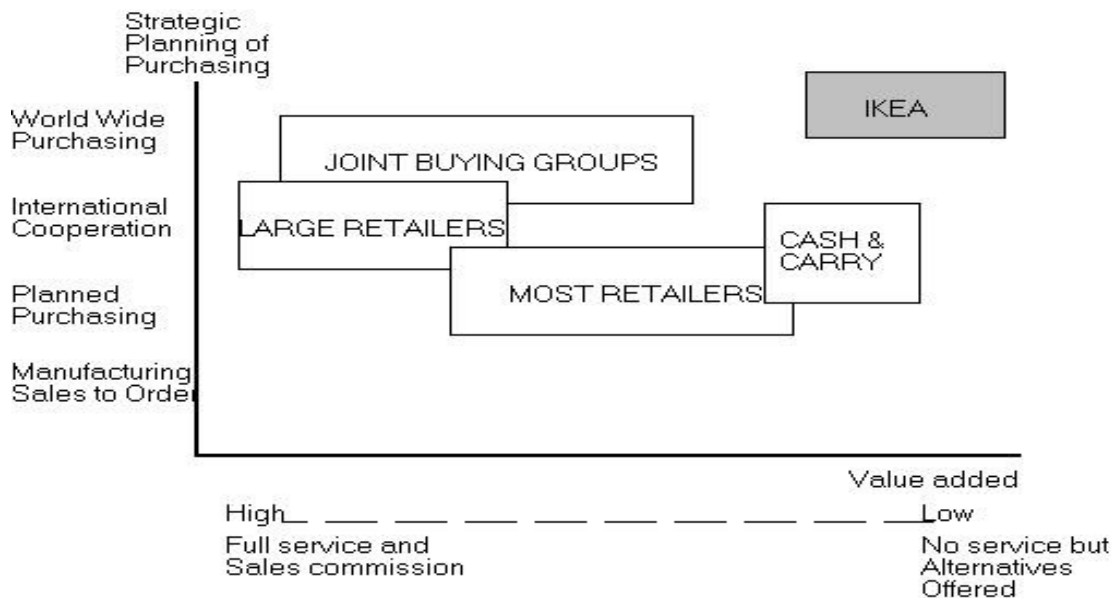 Strategic
Planning of
Purchasing
World Wide
Purchasing
IKEA
JOINT BUYING GROUPS
International
Cooperation
LARGE RETAILERS
CASH &
CARRY
Planned
Purchasing
MOST RETAILERS
Manufacturing
Sales to Order
Value added
High
Low
Full service and
Sales commission
No service but
Alternatives
Offered